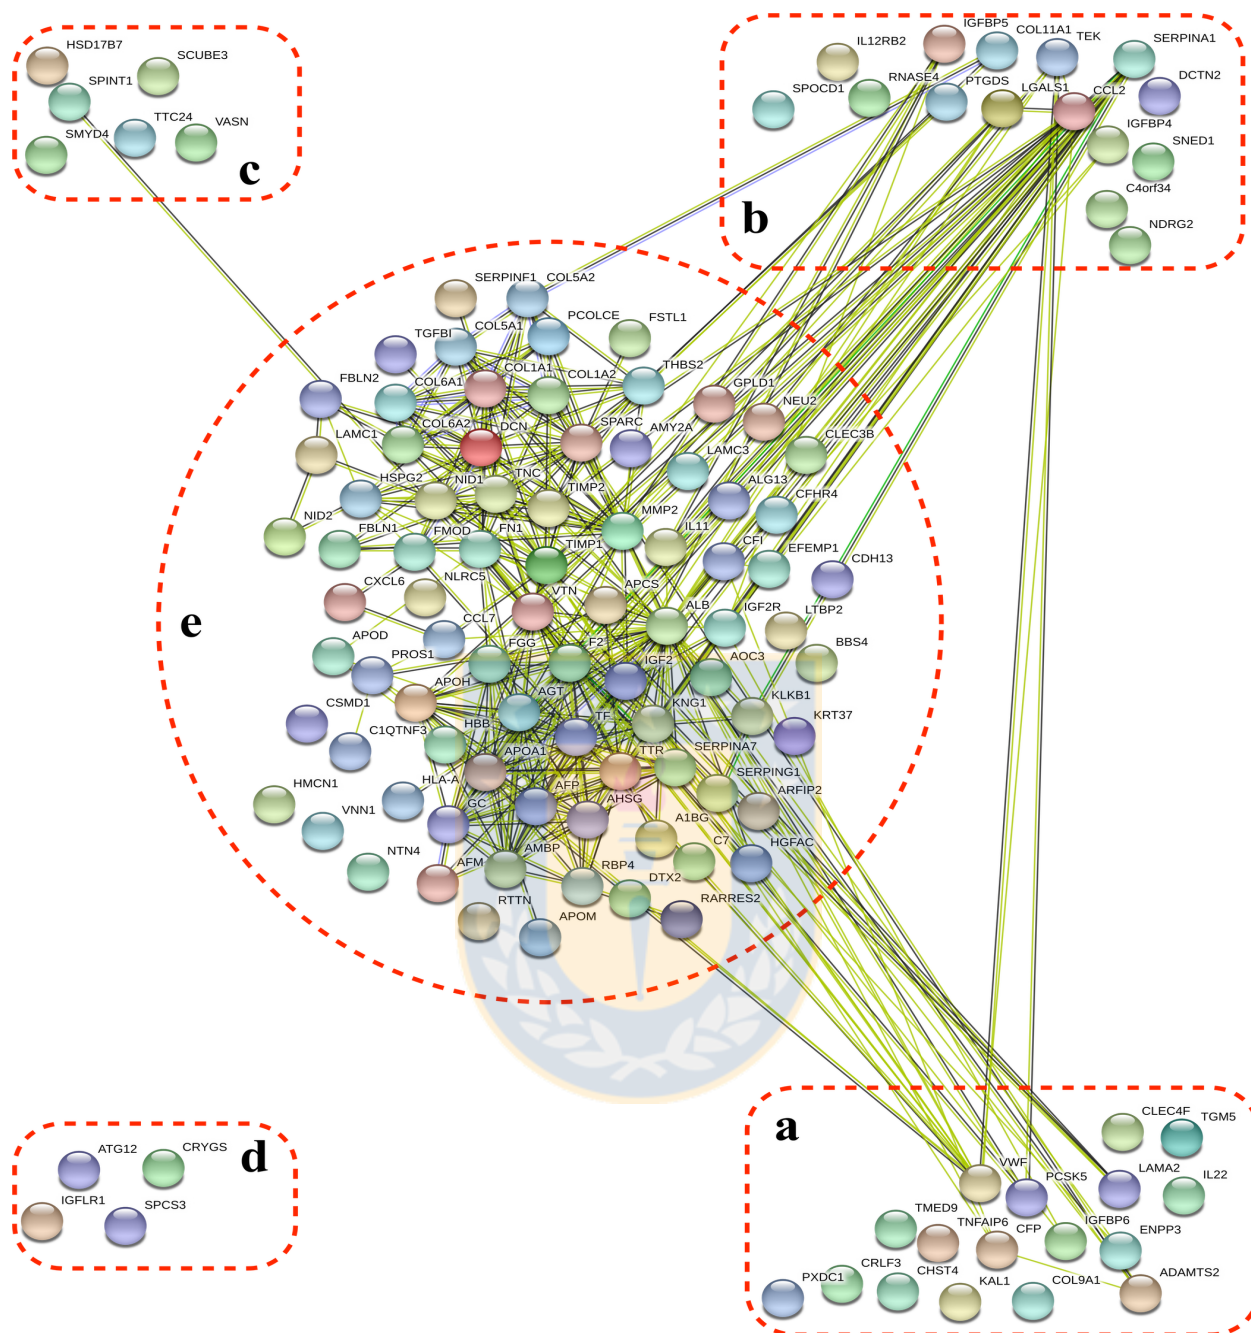 HSD17B7
SCUBE3
SPINT1
TTC24
VASN
SMYD4
c
IGFBP5
COL11A1
TEK
SERPINA1
IL12RB2
RNASE4
PTGDS
LGALS1
CCL2
DCTN2
SPOCD1
IGFBP4
SNED1
C4orf34
NDRG2
b
SERPINF1
COL5A2
TGFBI
COL5A1
PCOLCE
FSTL1
FBLN2
COL6A1
COL1A1
COL1A2
THBS2
GPLD1
NEU2
LAMC1
COL6A2
DCN
SPARC
AMY2A
LAMC3
CLEC3B
HSPG2
NID1
TNC
TIMP2
MMP2
ALG13
CFHR4
NID2
FBLN1
FMOD
FN1
TIMP1
IL11
CFI
EFEMP1
CDH13
CXCL6
NLRC5
VTN
APCS
ALB
IGF2R
LTBP2
e
APOD
CCL7
FGG
F2
IGF2
AOC3
BBS4
PROS1
APOH
AGT
KNG1
KLKB1
CSMD1
C1QTNF3
HBB
TF
KRT37
APOA1
TTR
SERPINA7
HMCN1
HLA-A
AFP
AHSG
SERPING1
ARFIP2
VNN1
GC
A1BG
C7
HGFAC
NTN4
AFM
AMBP
RBP4
DTX2
RTTN
APOM
RARRES2
ATG12
CRYGS
d
IGFLR1
SPCS3
a
CLEC4F
TGM5
VWF
PCSK5
LAMA2
IL22
TMED9
TNFAIP6
CFP
IGFBP6
ENPP3
PXDC1
CRLF3
CHST4
KAL1
COL9A1
ADAMTS2